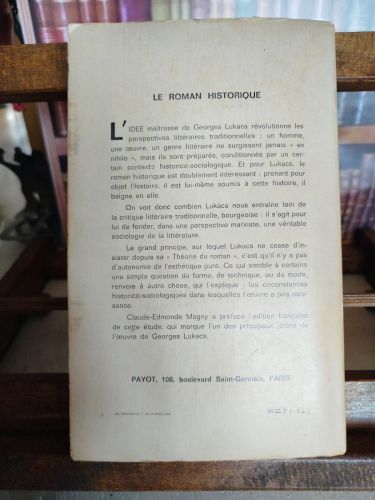 LE ROMAN HISTORIQUE
L'IDEE maîtresse de Georges Lukacs révolutionne les
perspectives littéraires traditionnelles : un homme,
une œuvre, un genre littéraire ne surgissent jamais « ex
nihilo », mais ils sont préparés, conditionnés par un cer-
tain contexte historico-sociologique. Et pour Lukacs, le
roman historique est doublement intéressant : prenant pour
objet l'histoire, il est lui-même soumis à cette histoire, il
baigne en elle.
On voit donc combien Lukacs nous entraine loin de
la critique littéraire traditionnelle, bourgeoise : il s'agit pour
lui de fonder, dans une perspective marxiste, une véritable
sociologie de la littérature.
Le grand principe, sur lequel Lukacs ne cesse d'in-
sister depuis sa « Théorie du roman », c'est qu'il n'y a pas
d'autonomie de l'esthétique pure. Ce qui semble à certains
une simple question de forme, de technique, ou de mode,
renvoie à autre chose, qui l'explique : les circonstances
historico-sociologiques dans lesquelles l'œuvre a pris nais-
sance.
Claude-Edmonde Magny a préfacé l'édition française
de cette étude, qui marque l'un des principaux jalons de
l'œuvre de Georges Lukacs.
PAYOT, 106, boulevard Saint-Germain, PARIS